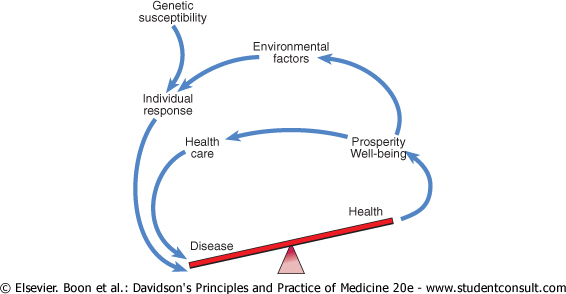 Genetic
susceptibility
Environmental
factors
Individual
response
Health
care
Prosperity
Well-being
Health
Disease
© Elsevier. Boon et al.: Davidson's Principles and Practice of Medicine 20e - www.studentconsult.com